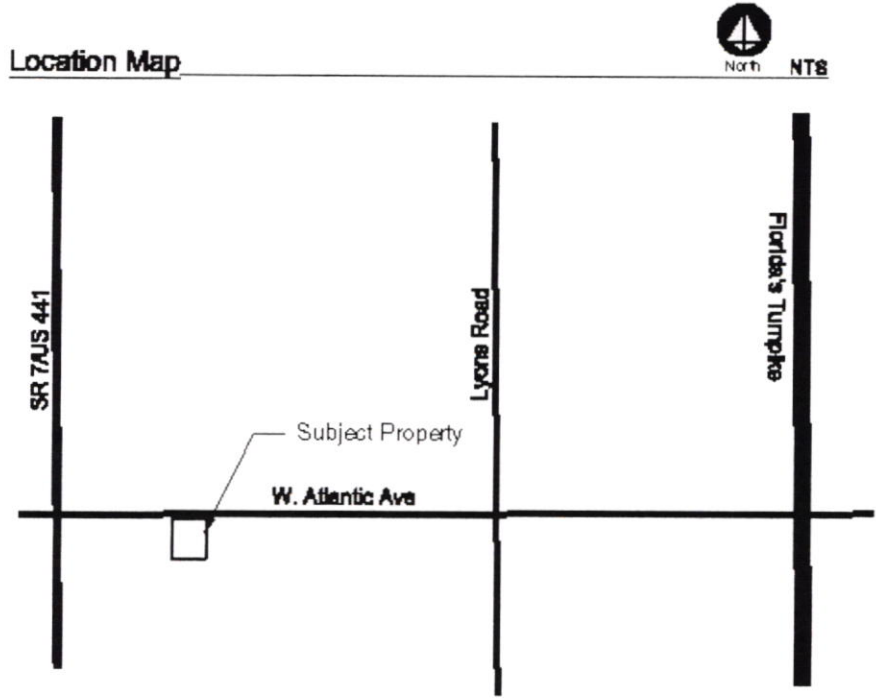 Location Map
North
NTS
SR 7/US 441
Lyons Road
Florida's Turnpike
Subject Property
W. Atlantic Ave